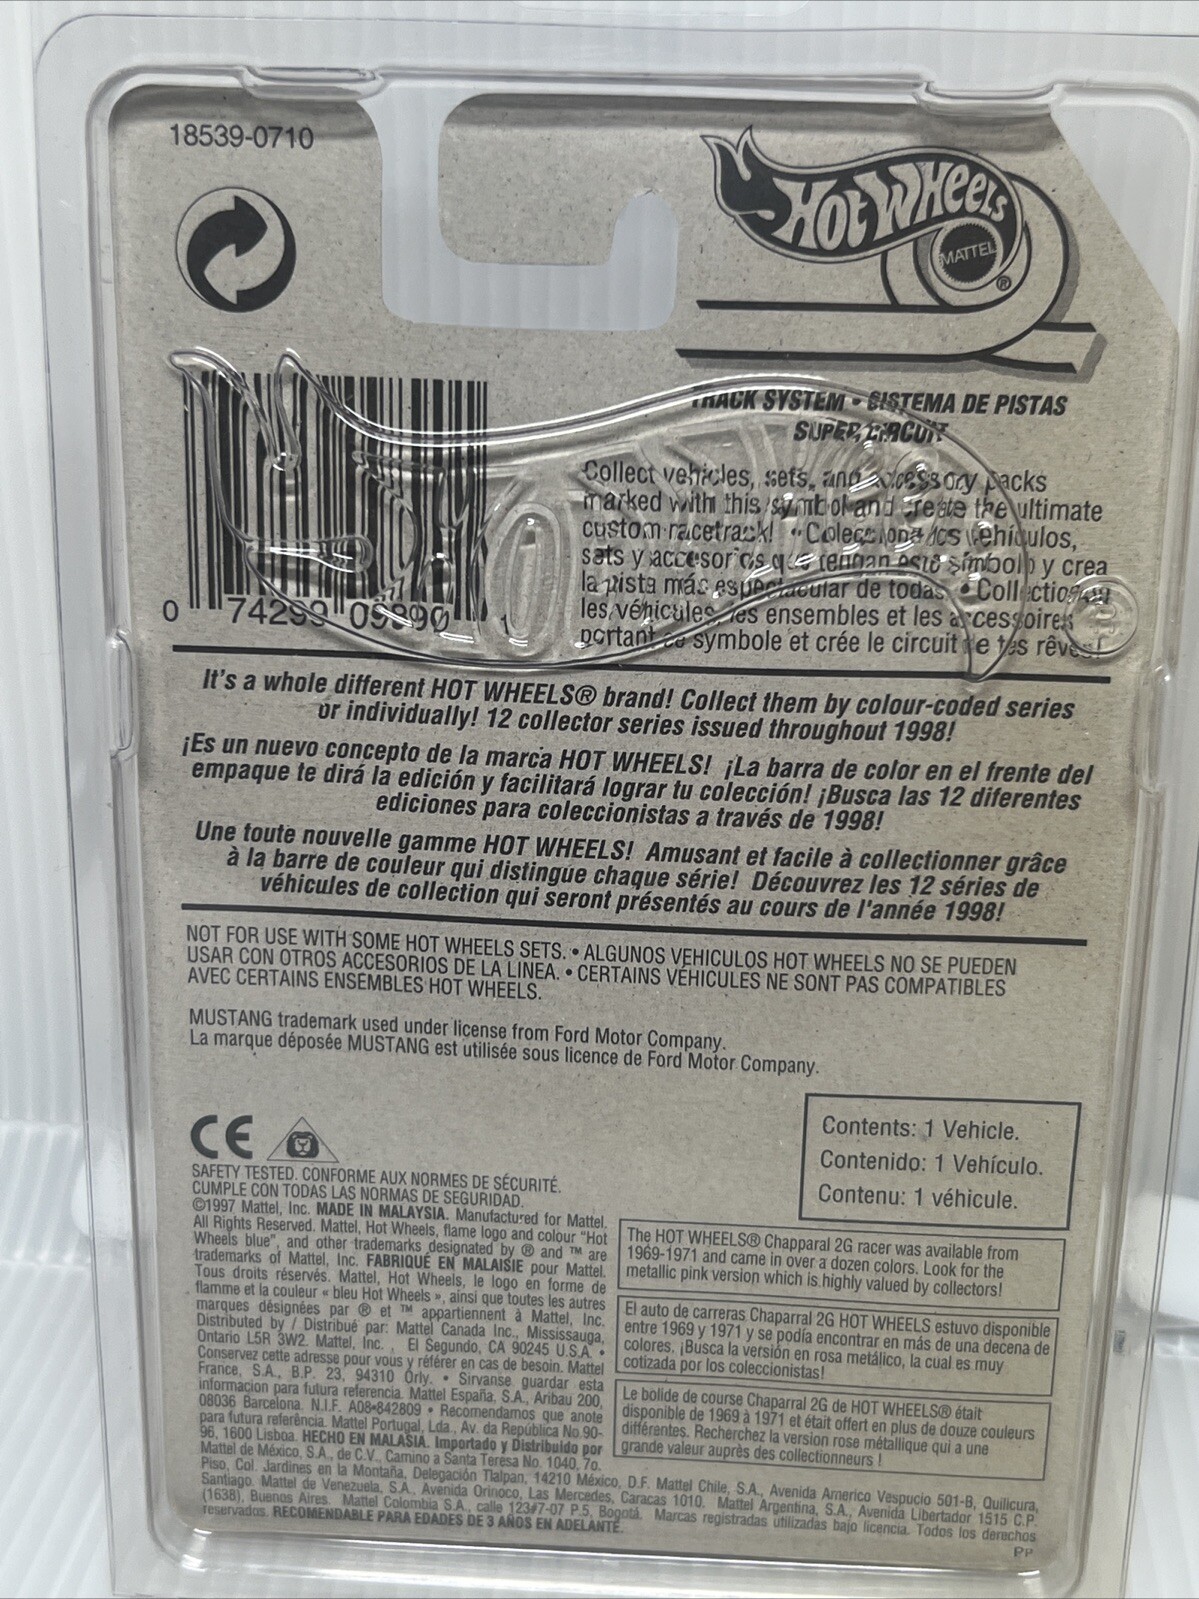 18539-0710
HOT WHEELS
MATTEL
®
TRACK SYSTEM • SISTEMA DE PISTAS
SUPER CIRCUIT
Collect vehicles, sets, and accessory packs
marked with this symbol and create the ultimate
custom racetrack! • Colecciona los vehículos,
sets y accesorios que tengan este símbolo y crea
la pista más espectacular de todas. • Collection
les véhicules, les ensembles et les accessoires
portant ce symbole et crée le circuit de tes rêves!
0 74299 09890 1
It's a whole different HOT WHEELS® brand! Collect them by colour-coded series
or individually! 12 collector series issued throughout 1998!
¡Es un nuevo concepto de la marca HOT WHEELS! ¡La barra de color en el frente del
empaque te dirá la edición y facilitará lograr tu colección! ¡Busca las 12 diferentes
ediciones para coleccionistas a través de 1998!
Une toute nouvelle gamme HOT WHEELS! Amusant et facile à collectionner grâce
à la barre de couleur qui distingue chaque série! Découvrez les 12 séries de
véhicules de collection qui seront présentés au cours de l'année 1998!
NOT FOR USE WITH SOME HOT WHEELS SETS. • ALGUNOS VEHICULOS HOT WHEELS NO SE PUEDEN
USAR CON OTROS ACCESORIOS DE LA LINEA. • CERTAINS VÉHICULES NE SONT PAS COMPATIBLES
AVEC CERTAINS ENSEMBLES HOT WHEELS.
MUSTANG trademark used under license from Ford Motor Company.
La marque déposée MUSTANG est utilisée sous licence de Ford Motor Company.
Contents: 1 Vehicle.
Contenido: 1 Vehículo.
Contenu: 1 véhicule.
CE
SAFETY TESTED. CONFORME AUX NORMES DE SÉCURITÉ.
CUMPLE CON TODAS LAS NORMAS DE SEGURIDAD.
©1997 Mattel, Inc. MADE IN MALAYSIA. Manufactured for Mattel.
All Rights Reserved. Mattel, Hot Wheels, flame logo and colour "Hot
Wheels blue", and other trademarks designated by ® and ™ are
trademarks of Mattel, Inc. FABRIQUÉ EN MALAISIE pour Mattel.
Tous droits réservés. Mattel, Hot Wheels, le logo en forme de
flamme et la couleur « bleu Hot Wheels », ainsi que toutes les autres
marques désignées par ® et ™ appartiennent à Mattel, Inc.
Distributed by / Distribué par: Mattel Canada Inc., Mississauga,
Ontario L5R 3W2. Mattel, Inc., El Segundo, CA 90245 U.S.A. •
Conservez cette adresse pour vous y référer en cas de besoin. Mattel
France, S.A., B.P. 23, 94310 Orly. • Sirvanse guardar esta
informacion para futura referencia. Mattel España, S.A., Aribau 200,
08036 Barcelona. N.I.F. A08-842809 • Recomendamos que anote
para futura referência. Mattel Portugal, Lda., Av. da República No.90-
96, 1600 Lisboa. HECHO EN MALASIA. Importado y Distribuido por
Mattel de México, S.A., de C.V., Camino a Santa Teresa No. 1040, 7o.
Piso, Col. Jardines en la Montaña, Delegación Tlalpan, 14210 México, D.F. Mattel Chile, S.A., Avenida Americo Vespucio 501-B, Quilicura,
Santiago. Mattel de Venezuela, S.A., Avenida Orinoco, Las Mercedes, Caracas 1010. Mattel Argentina, S.A., Avenida Libertador 1515 C.P.
(1638), Buenos Aires. Mattel Colombia S.A., calle 123#7-07 P.5, Bogotá. Marcas registradas utilizadas bajo licencia. Todos los derechos
reservados. RECOMENDABLE PARA EDADES DE 3 AÑOS EN ADELANTE.
PP
The HOT WHEELS® Chapparal 2G racer was available from
1969-1971 and came in over a dozen colors. Look for the
metallic pink version which is highly valued by collectors!
El auto de carreras Chaparral 2G HOT WHEELS estuvo disponible
entre 1969 y 1971 y se podía encontrar en más de una decena de
colores. ¡Busca la versión en rosa metálico, la cual es muy
cotizada por los coleccionistas!
Le bolide de course Chaparral 2G de HOT WHEELS® était
disponible de 1969 à 1971 et était offert en plus de douze couleurs
différentes. Recherchez la version rose métallique qui a une
grande valeur auprès des collectionneurs !